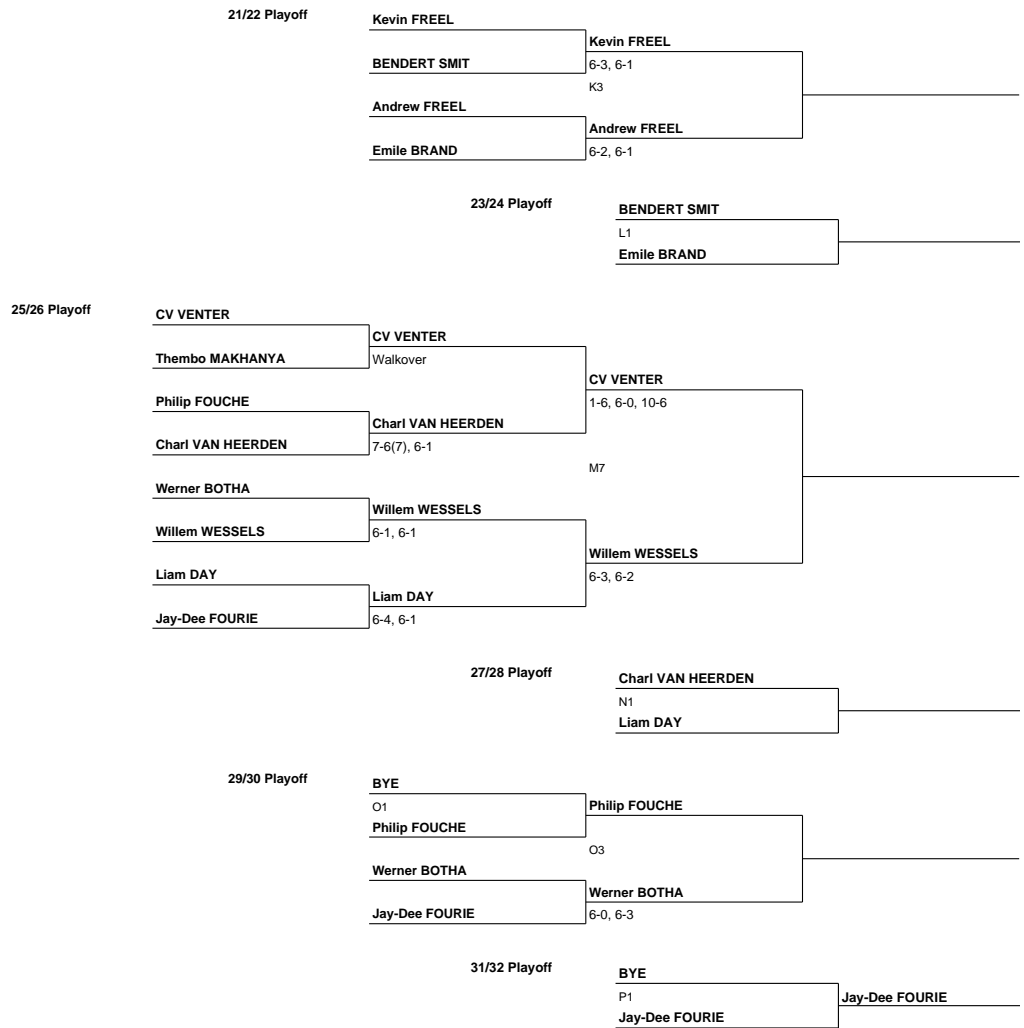 21/22 Playoff
Kevin FREEL
Kevin FREEL
BENDERT SMIT
6-3, 6-1
K3
Andrew FREEL
Andrew FREEL
Emile BRAND
6-2, 6-1
23/24 Playoff
BENDERT SMIT
L1
Emile BRAND
25/26 Playoff
CV VENTER
CV VENTER
Thembo MAKHANYA
Walkover
CV VENTER
Philip FOUCHE
1-6, 6-0, 10-6
Charl VAN HEERDEN
Charl VAN HEERDEN
7-6(7), 6-1
M7
Werner BOTHA
Willem WESSELS
Willem WESSELS
6-1, 6-1
Willem WESSELS
Liam DAY
6-3, 6-2
Liam DAY
Jay-Dee FOURIE
6-4, 6-1
27/28 Playoff
Charl VAN HEERDEN
N1
Liam DAY
29/30 Playoff
BYE
O1
Philip FOUCHE
Philip FOUCHE
O3
Werner BOTHA
Werner BOTHA
Jay-Dee FOURIE
6-0, 6-3
31/32 Playoff
BYE
P1
Jay-Dee FOURIE
Jay-Dee FOURIE